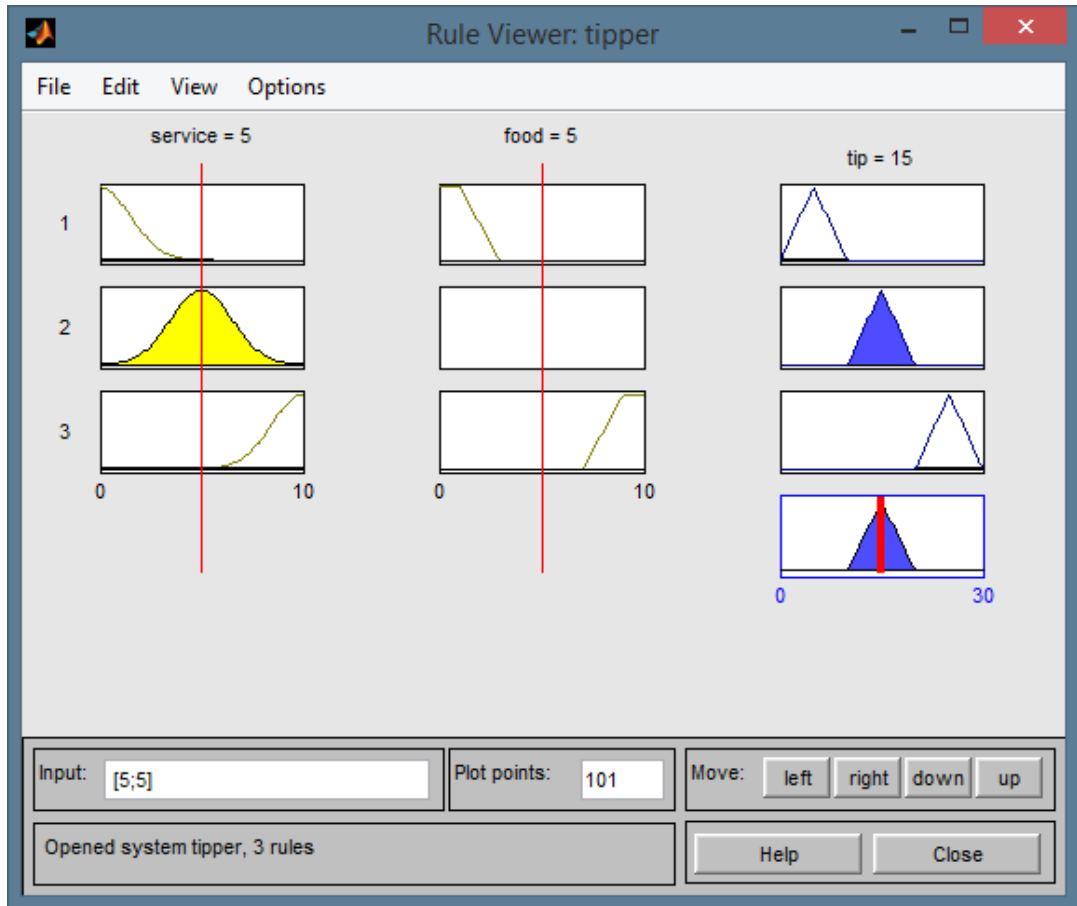 Rule Viewer: tipper
File Edit View Options
service = 5 food = 5
tip = 15
1
2
3
0 10 0 10
0 30
Input: [5;5] Plot points: 101 Move: left right down up
Opened system tipper, 3 rules Help Close